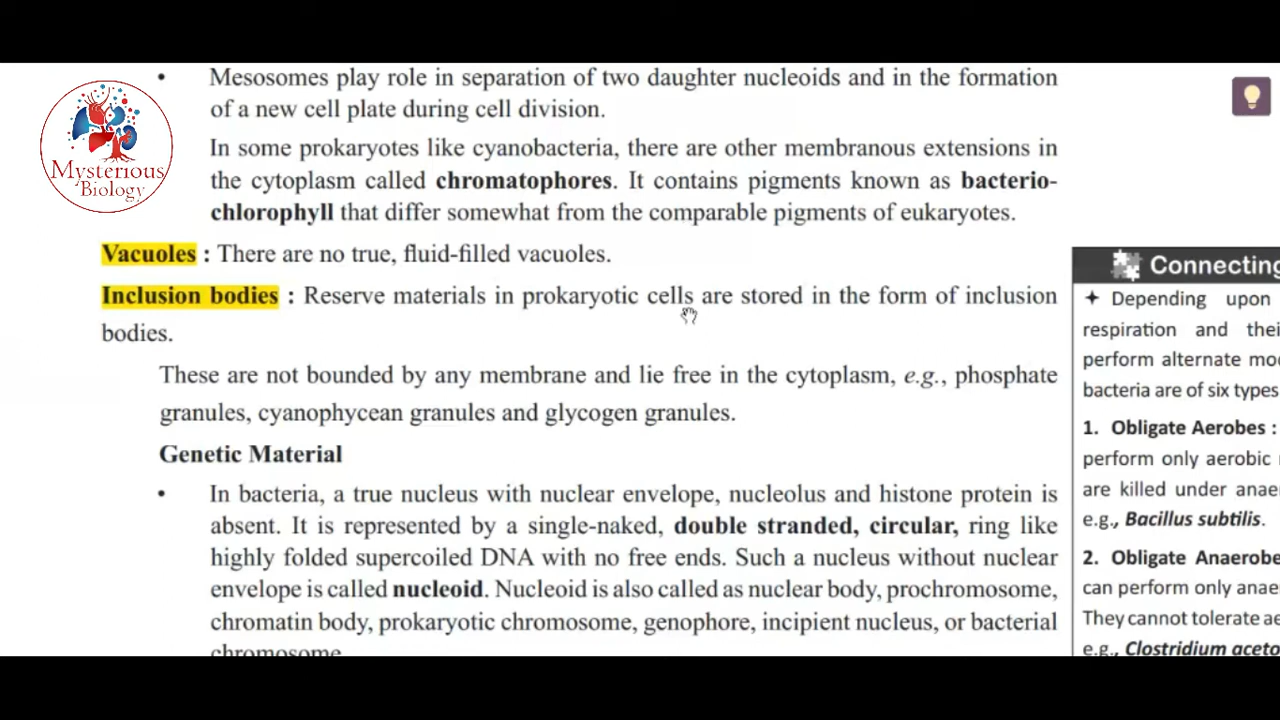 Mysterious
Biology
• Mesosomes play role in separation of two daughter nucleoids and in the formation
of a new cell plate during cell division.
In some prokaryotes like cyanobacteria, there are other membranous extensions in
the cytoplasm called chromatophores. It contains pigments known as bacterio-
chlorophyll that differ somewhat from the comparable pigments of eukaryotes.
Vacuoles : There are no true, fluid-filled vacuoles.
Inclusion bodies : Reserve materials in prokaryotic cells are stored in the form of inclusion
bodies.
These are not bounded by any membrane and lie free in the cytoplasm, e.g., phosphate
granules, cyanophycean granules and glycogen granules.
Genetic Material
• In bacteria, a true nucleus with nuclear envelope, nucleolus and histone protein is
absent. It is represented by a single-naked, double stranded, circular, ring like
highly folded supercoiled DNA with no free ends. Such a nucleus without nuclear
envelope is called nucleoid. Nucleoid is also called as nuclear body, prochromosome,
chromatin body, prokaryotic chromosome, genophore, incipient nucleus, or bacterial
chromosome
Connecting
Depending upon
respiration and thei
perform alternate mo
bacteria are of six types
1. Obligate Aerobes :
perform only aerobic
are killed under anae
e.g., Bacillus subtilis.
2. Obligate Anaerobe
can perform only anae
They cannot tolerate ae
e.g., Clostridium aceto